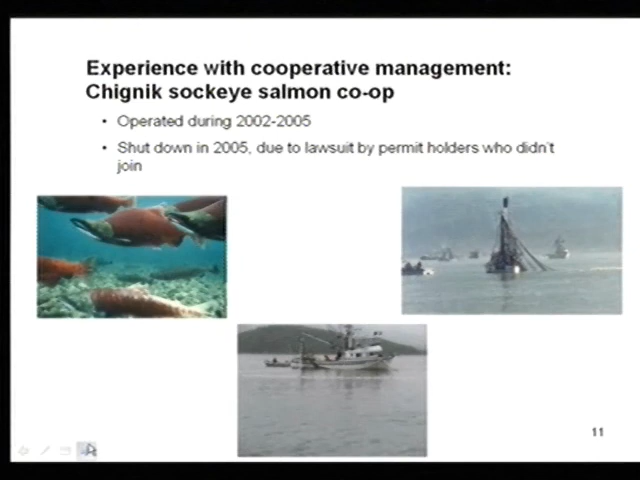 Experience with cooperative management:
Chignik sockeye salmon co-op
• Operated during 2002-2005
• Shut down in 2005, due to lawsuit by permit holders who didn't
join
11